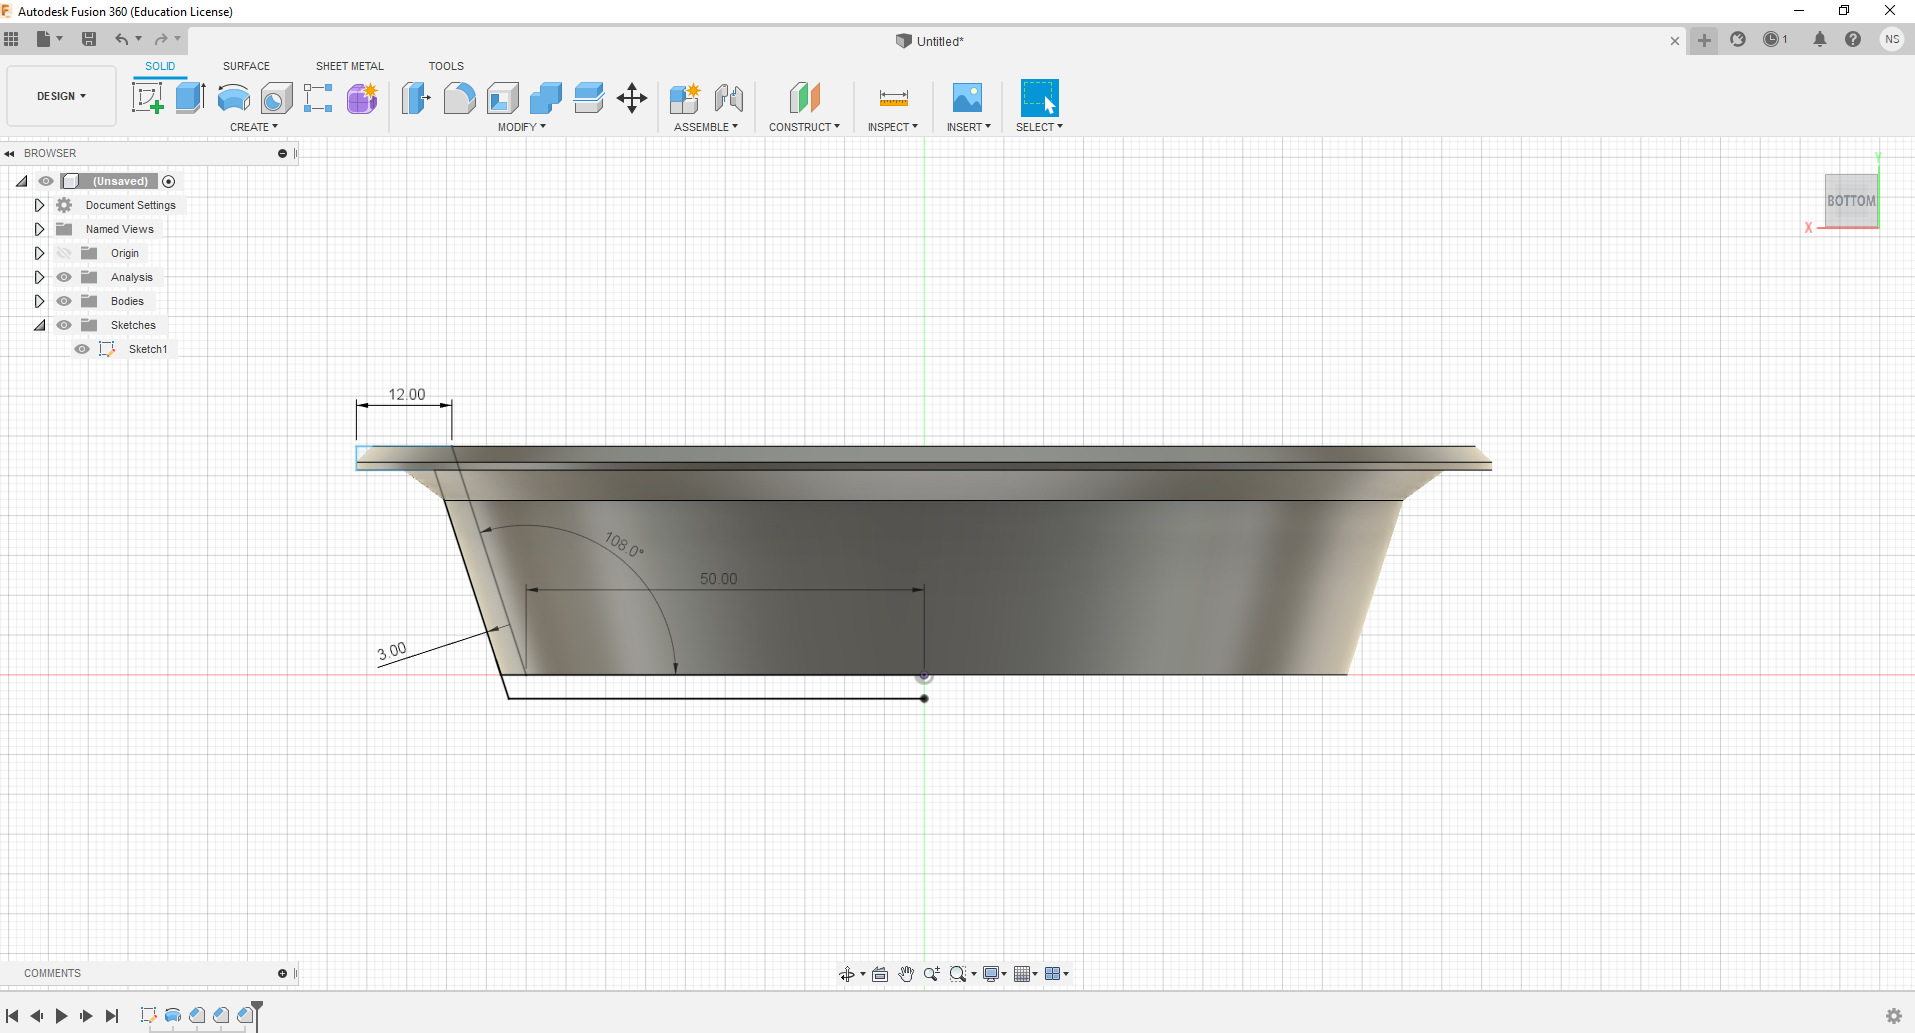 Autodesk Fusion 360 (Education License)
Untitled*
1
NS
SOLID SURFACE SHEET METAL TOOLS
DESIGN
CREATE MODIFY ASSEMBLE CONSTRUCT INSPECT INSERT SELECT
BROWSER
(Unsaved)
Document Settings
Named Views
Origin
Analysis
Bodies
Sketches
Sketch1
Y
BOTTOM
X
12.00
108.0°
50.00
3.00
COMMENTS